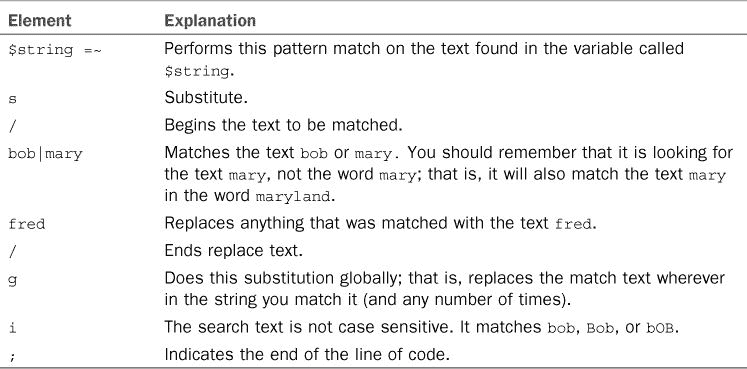 Element Explanation
$string =~ Performs this pattern match on the text found in the variable called
$string.
s Substitute.
/ Begins the text to be matched.
bob|mary Matches the text bob or mary. You should remember that it is looking for
the text mary, not the word mary; that is, it will also match the text mary
in the word maryland.
fred Replaces anything that was matched with the text fred.
/ Ends replace text.
g Does this substitution globally; that is, replaces the match text wherever
in the string you match it (and any number of times).
i The search text is not case sensitive. It matches bob, Bob, or bOB.
; Indicates the end of the line of code.